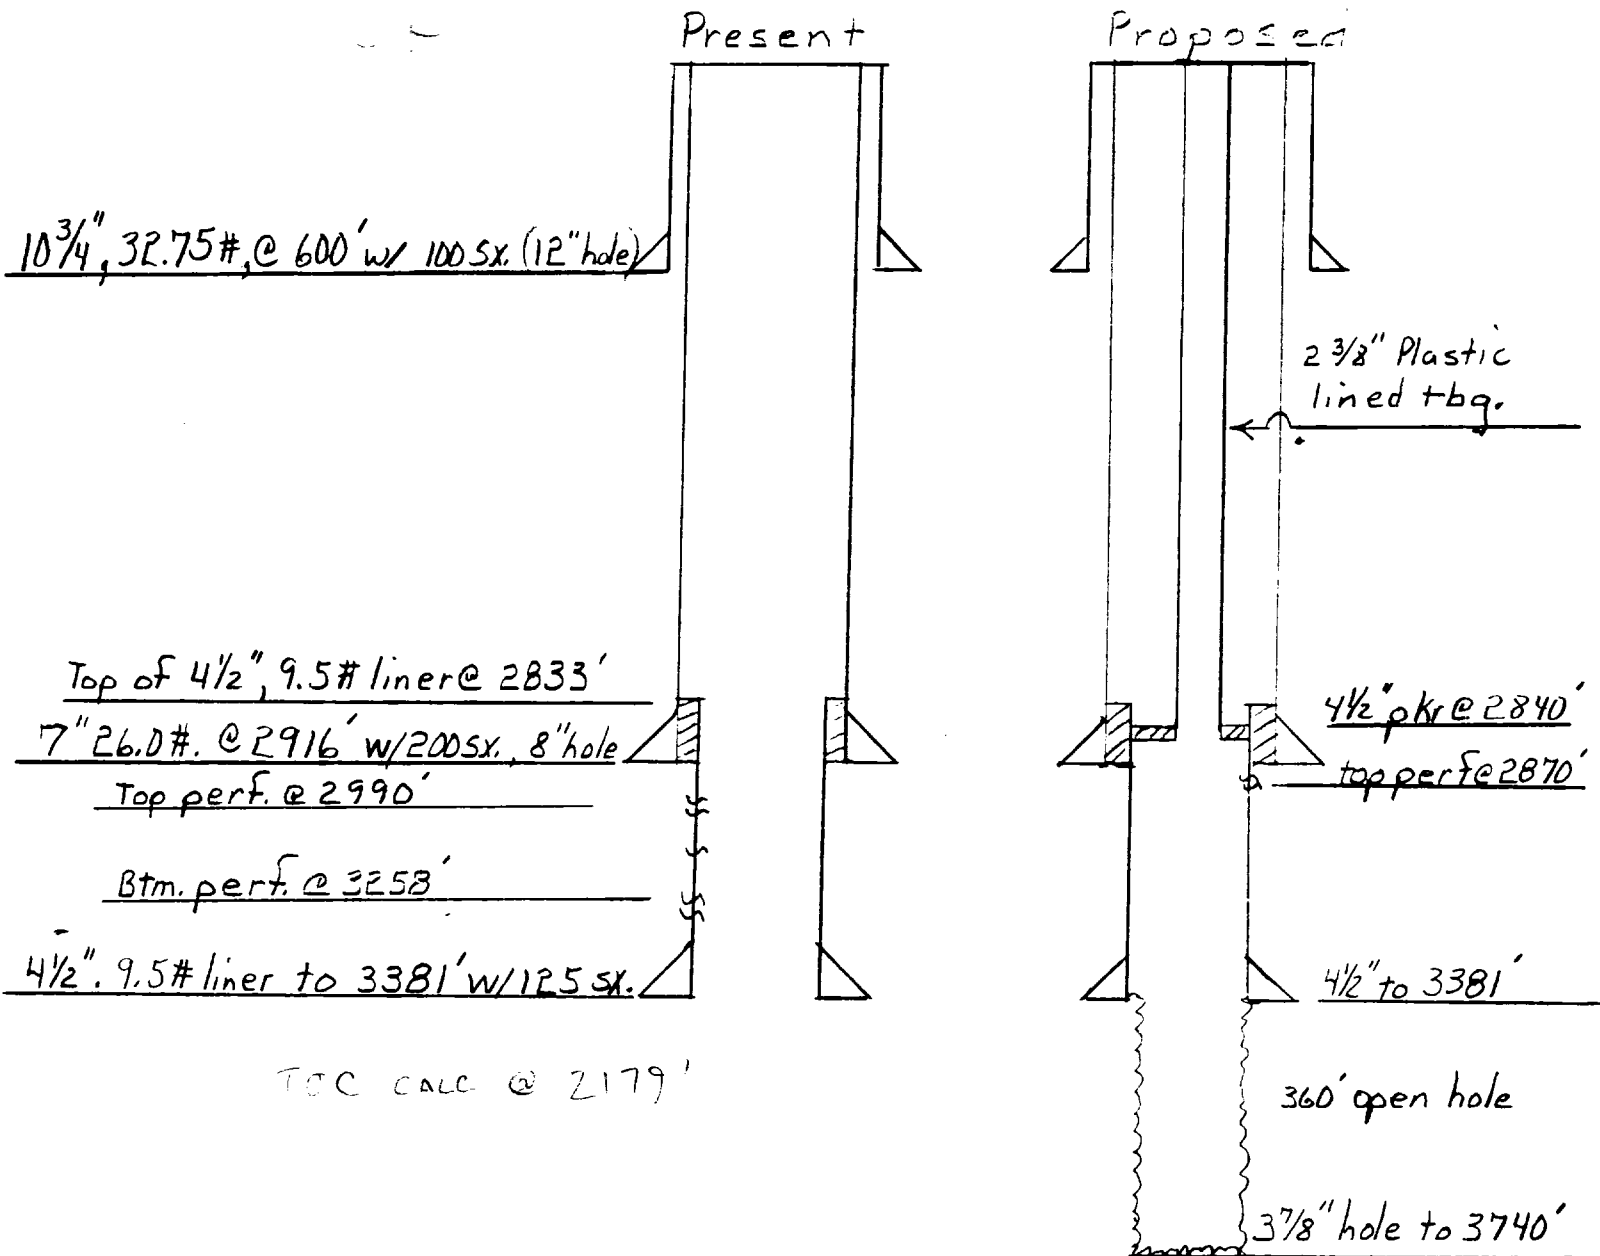 Present
Proposed
10 3/4", 32.75#, @ 600' w/ 100 sx. (12" hole)
2 3/8" Plastic
lined tbg.
Top of 4 1/2", 9.5# liner @ 2833'
7" 26.0#. @ 2916' w/200sx., 8" hole
Top perf. @ 2990'
Btm. perf. @ 3258'
4 1/2". 9.5# liner to 3381' w/125 sx.
TOC CALC @ 2179'
4 1/2" pkr @ 2840'
top perf @ 2870'
4 1/2" to 3381'
360' open hole
3 7/8" hole to 3740'